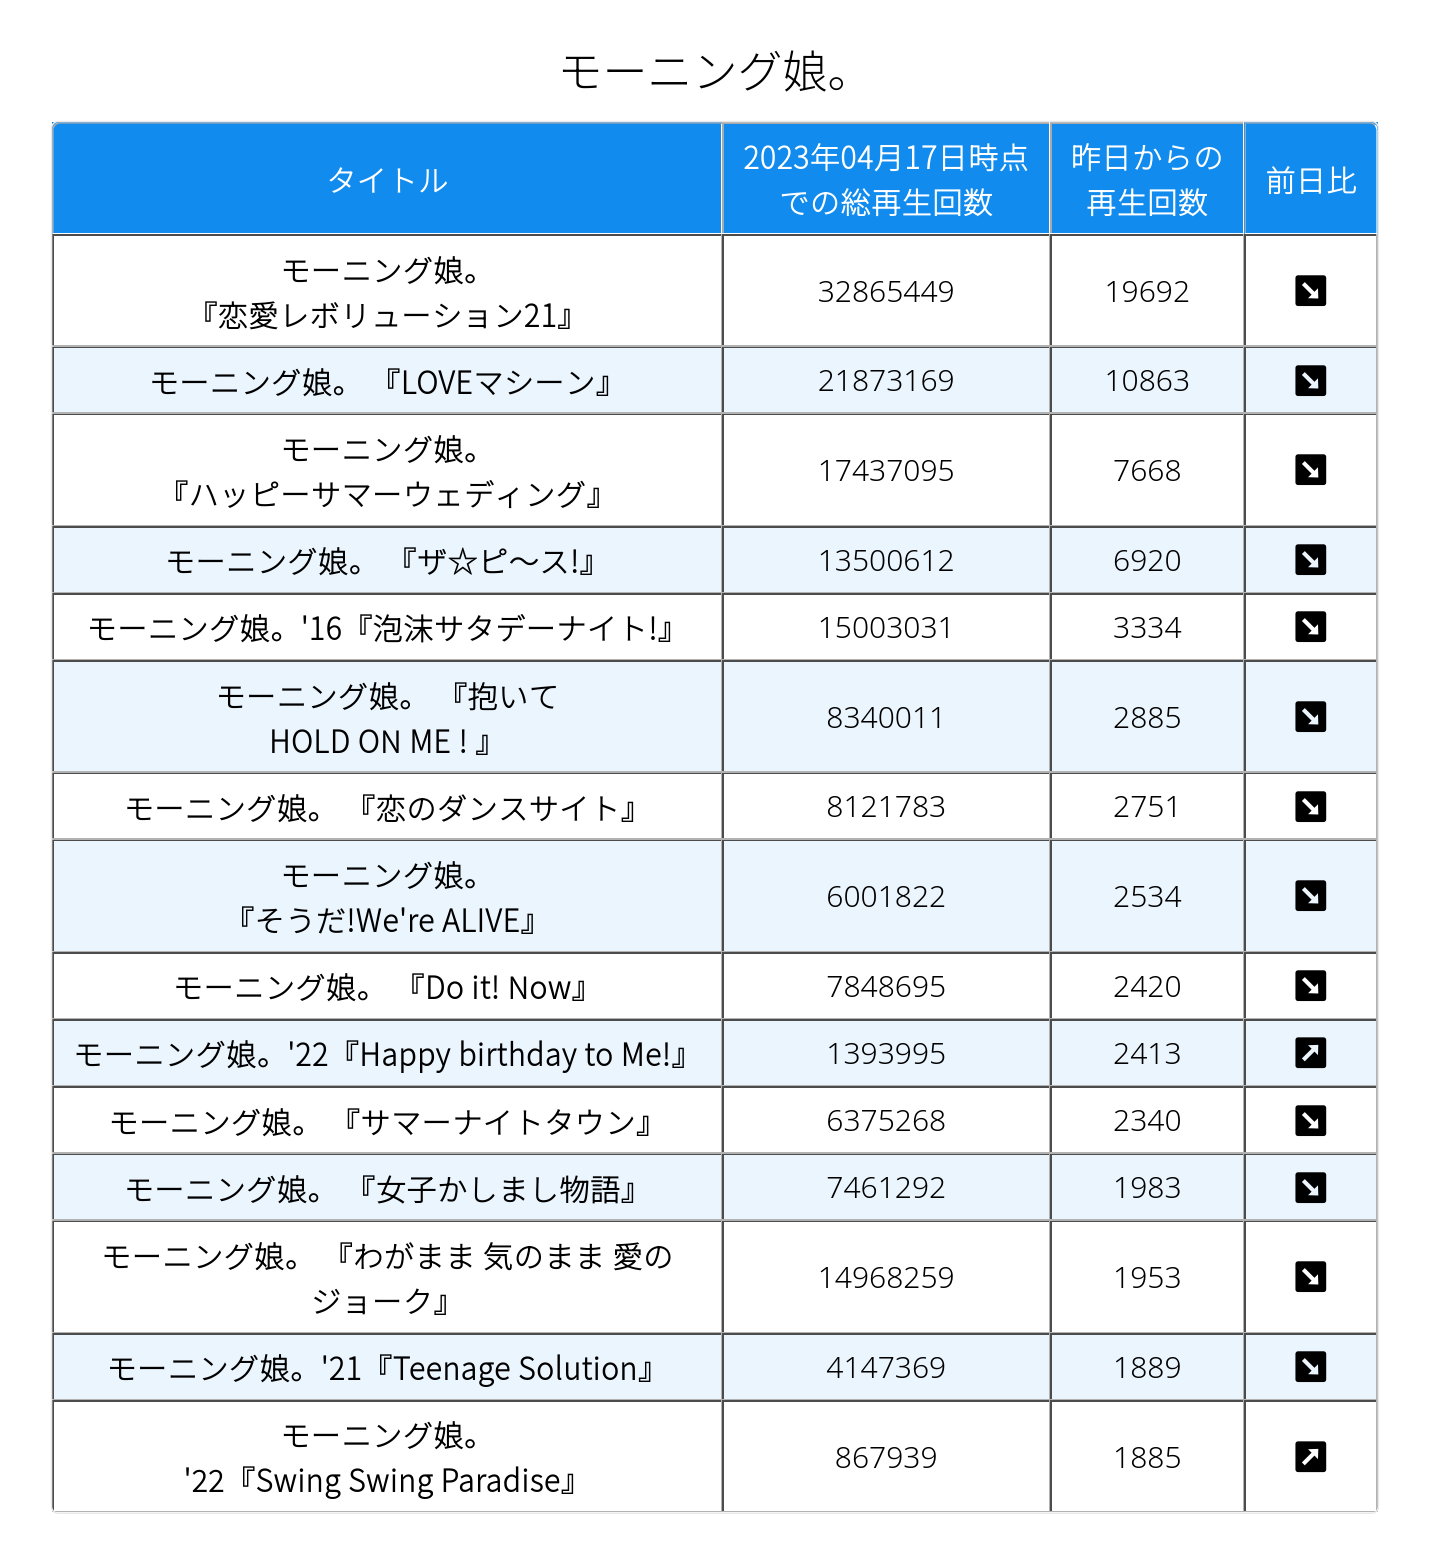 モーニング娘。
タイトル
2023年04月17日時点
での総再生回数
昨日からの
再生回数
前日比
モーニング娘。
『恋愛レボリューション21』
32865449
19692
モーニング娘。 『LOVEマシーン』
21873169
10863
モーニング娘。
『ハッピーサマーウェディング』
17437095
7668
モーニング娘。 『ザ☆ピ〜ス!』
13500612
6920
モーニング娘。'16『泡沫サタデーナイト!』
15003031
3334
モーニング娘。 『抱いて
HOLD ON ME ! 』
8340011
2885
モーニング娘。 『恋のダンスサイト』
8121783
2751
モーニング娘。
『そうだ!We're ALIVE』
6001822
2534
モーニング娘。 『Do it! Now』
7848695
2420
モーニング娘。'22『Happy birthday to Me!』
1393995
2413
モーニング娘。 『サマーナイトタウン』
6375268
2340
モーニング娘。 『女子かしまし物語』
7461292
1983
モーニング娘。 『わがまま 気のまま 愛の
ジョーク』
14968259
1953
モーニング娘。'21『Teenage Solution』
4147369
1889
モーニング娘。
'22『Swing Swing Paradise』
867939
1885